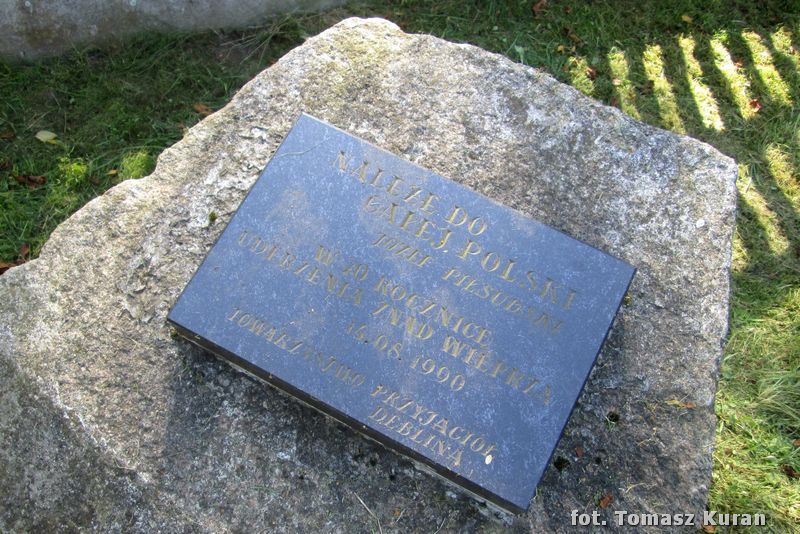 NALEŻĘ DO
CAŁEJ POLSKI
JÓZEF PIŁSUDSKI
W 70 ROCZNICĘ
UDERZENIA ZNAD WIEPRZA
14.08.1990
TOWARZYSTWO PRZYJACIÓŁ
DĘBLINA
fot. Tomasz Kuran